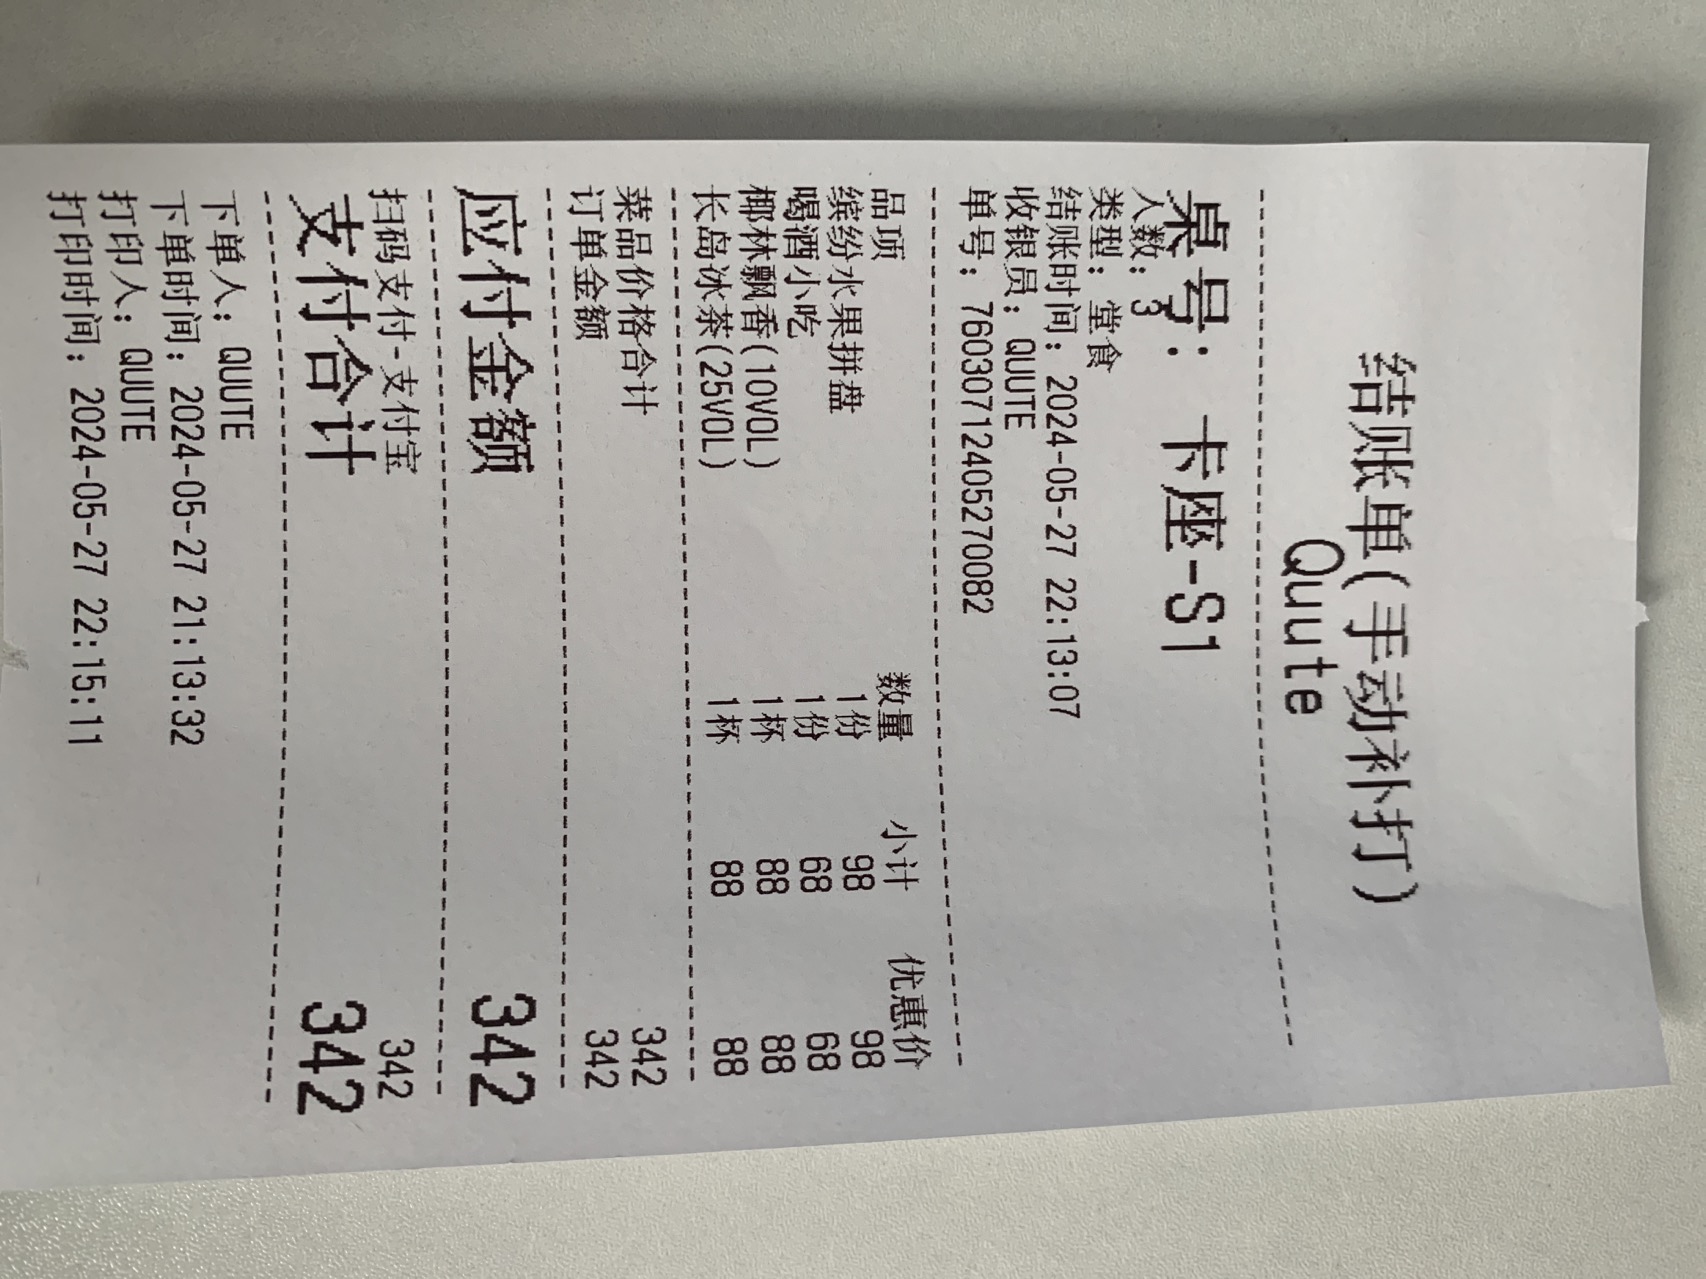 结账单(手动补打)
Quute
桌号: 卡座-S1
人数: 3
类型: 堂食
结账时间: 2024-05-27 22:13:07
收银员: QUUTE
单号: 760307124052700​82
品项 数量 小计 优惠价
缤纷水果拼盘 1份 98 98
喝酒小吃 1份 68 68
椰林飘香(10VOL) 1杯 88 88
长岛冰茶(25VOL) 1杯 88 88
菜品价格合计 342
订单金额 342
应付金额 342
扫码支付-支付宝 342
支付合计 342
下单人: QUUTE
下单时间: 2024-05-27 21:13:32
打印人: QUUTE
打印时间: 2024-05-27 22:15:11